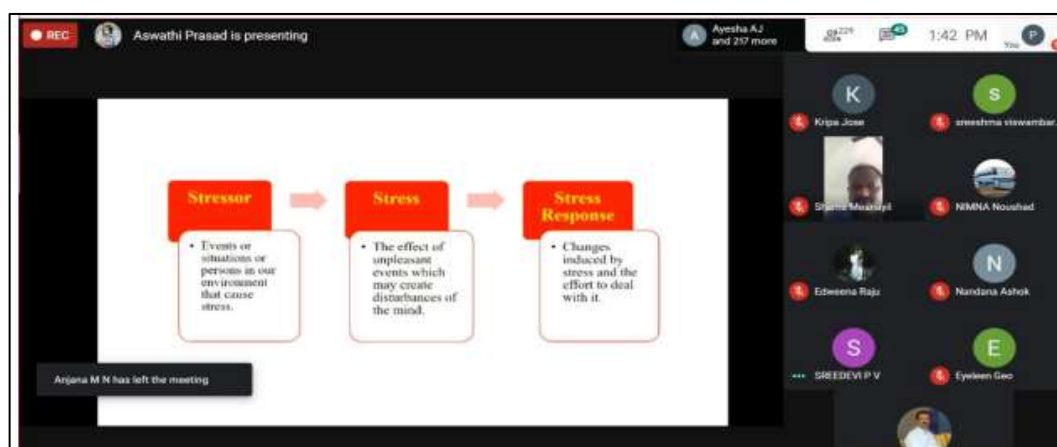 REC
Aswathi Prasad is presenting
A
Ayesha A.J
and 217 more
229
45
1:42 PM
You
P
Stressor
• Events or
situations or
persons in our
environment
that cause
stress.
Stress
• The effect of
unpleasant
events which
may create
disturbances of
the mind.
Stress
Response
• Changes
induced by
stress and the
effort to deal
with it.
Anjana M N has left the meeting
K
Kripa Jose
s
sreeshma viswambar...
NIMNA Noushad
Edweena Raju
N
Nandana Ashok
S
SREEDEVI P V
E
Eyeleen Geo